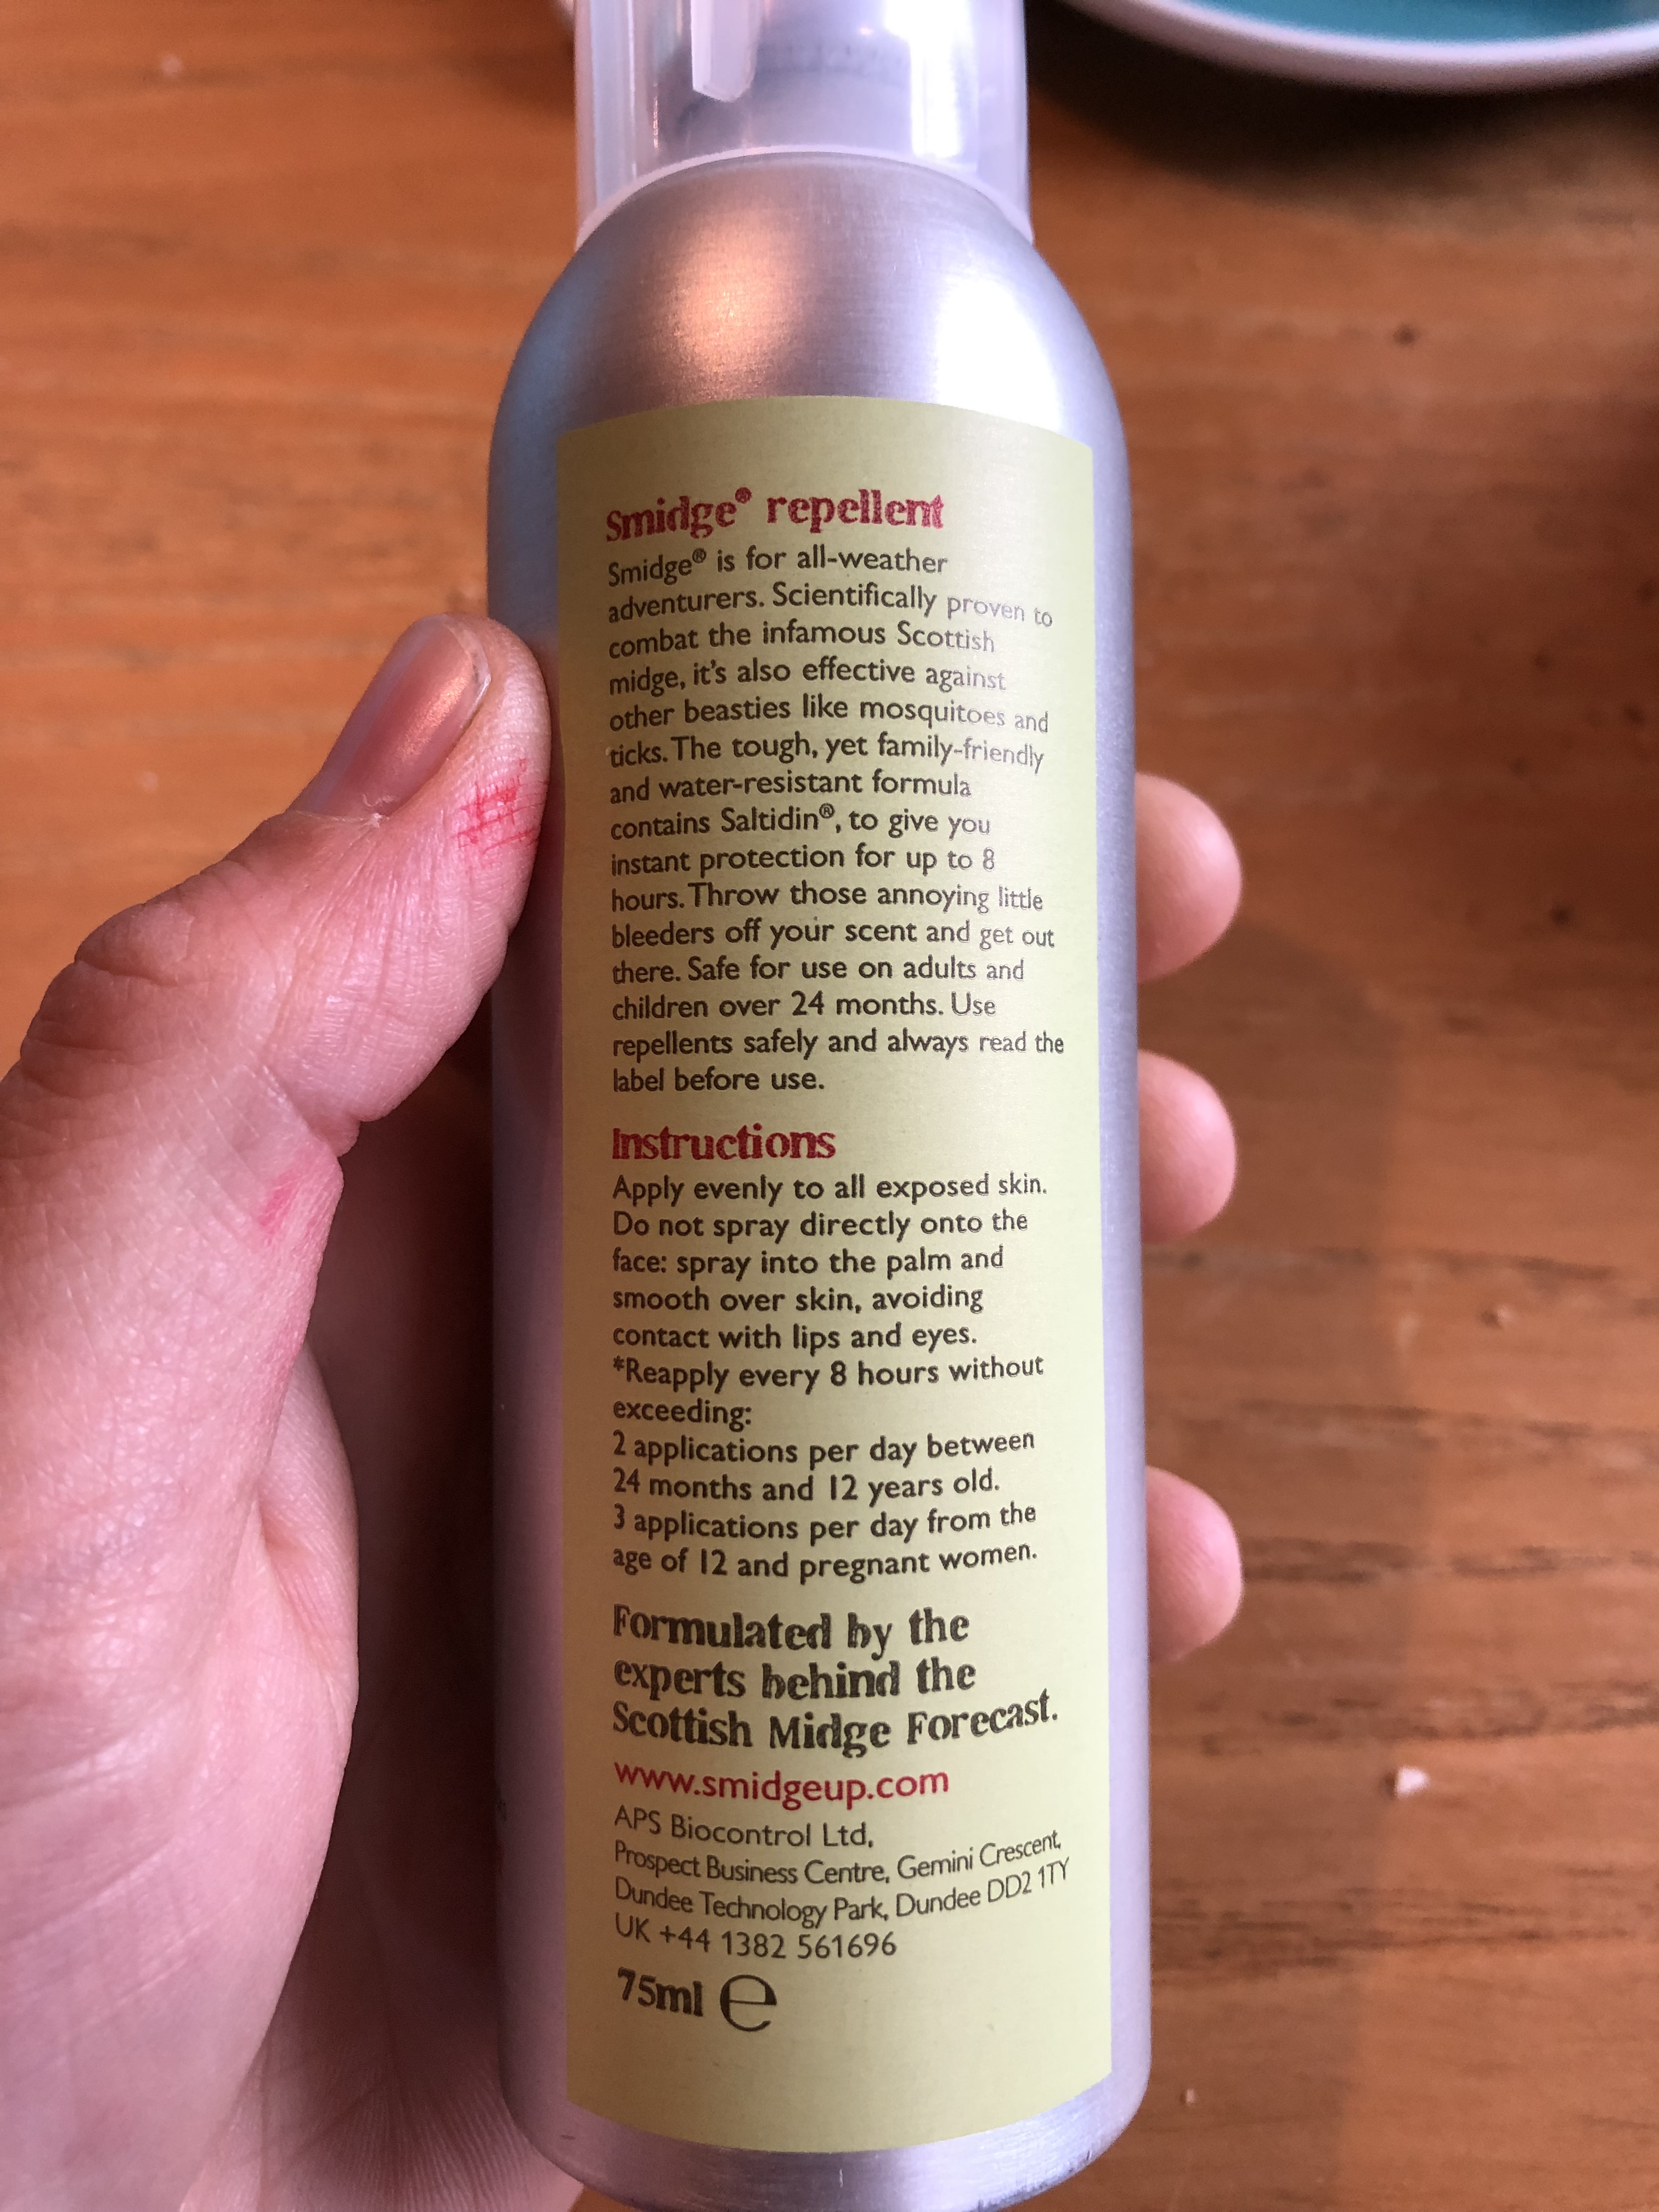 Smidge® repellent
Smidge® is for all-weather
adventurers. Scientifically proven to
combat the infamous Scottish
midge, it's also effective against
other beasties like mosquitoes and
ticks. The tough, yet family-friendly
and water-resistant formula
contains Saltidin®, to give you
instant protection for up to 8
hours. Throw those annoying little
bleeders off your scent and get out
there. Safe for use on adults and
children over 24 months. Use
repellents safely and always read the
label before use.
Instructions
Apply evenly to all exposed skin.
Do not spray directly onto the
face: spray into the palm and
smooth over skin, avoiding
contact with lips and eyes.
*Reapply every 8 hours without
exceeding:
2 applications per day between
24 months and 12 years old.
3 applications per day from the
age of 12 and pregnant women.
Formulated by the
experts behind the
Scottish Midge Forecast.
www.smidgeup.com
APS Biocontrol Ltd,
Prospect Business Centre, Gemini Crescent,
Dundee Technology Park, Dundee DD2 1TY
UK +44 1382 561696
75ml ℮